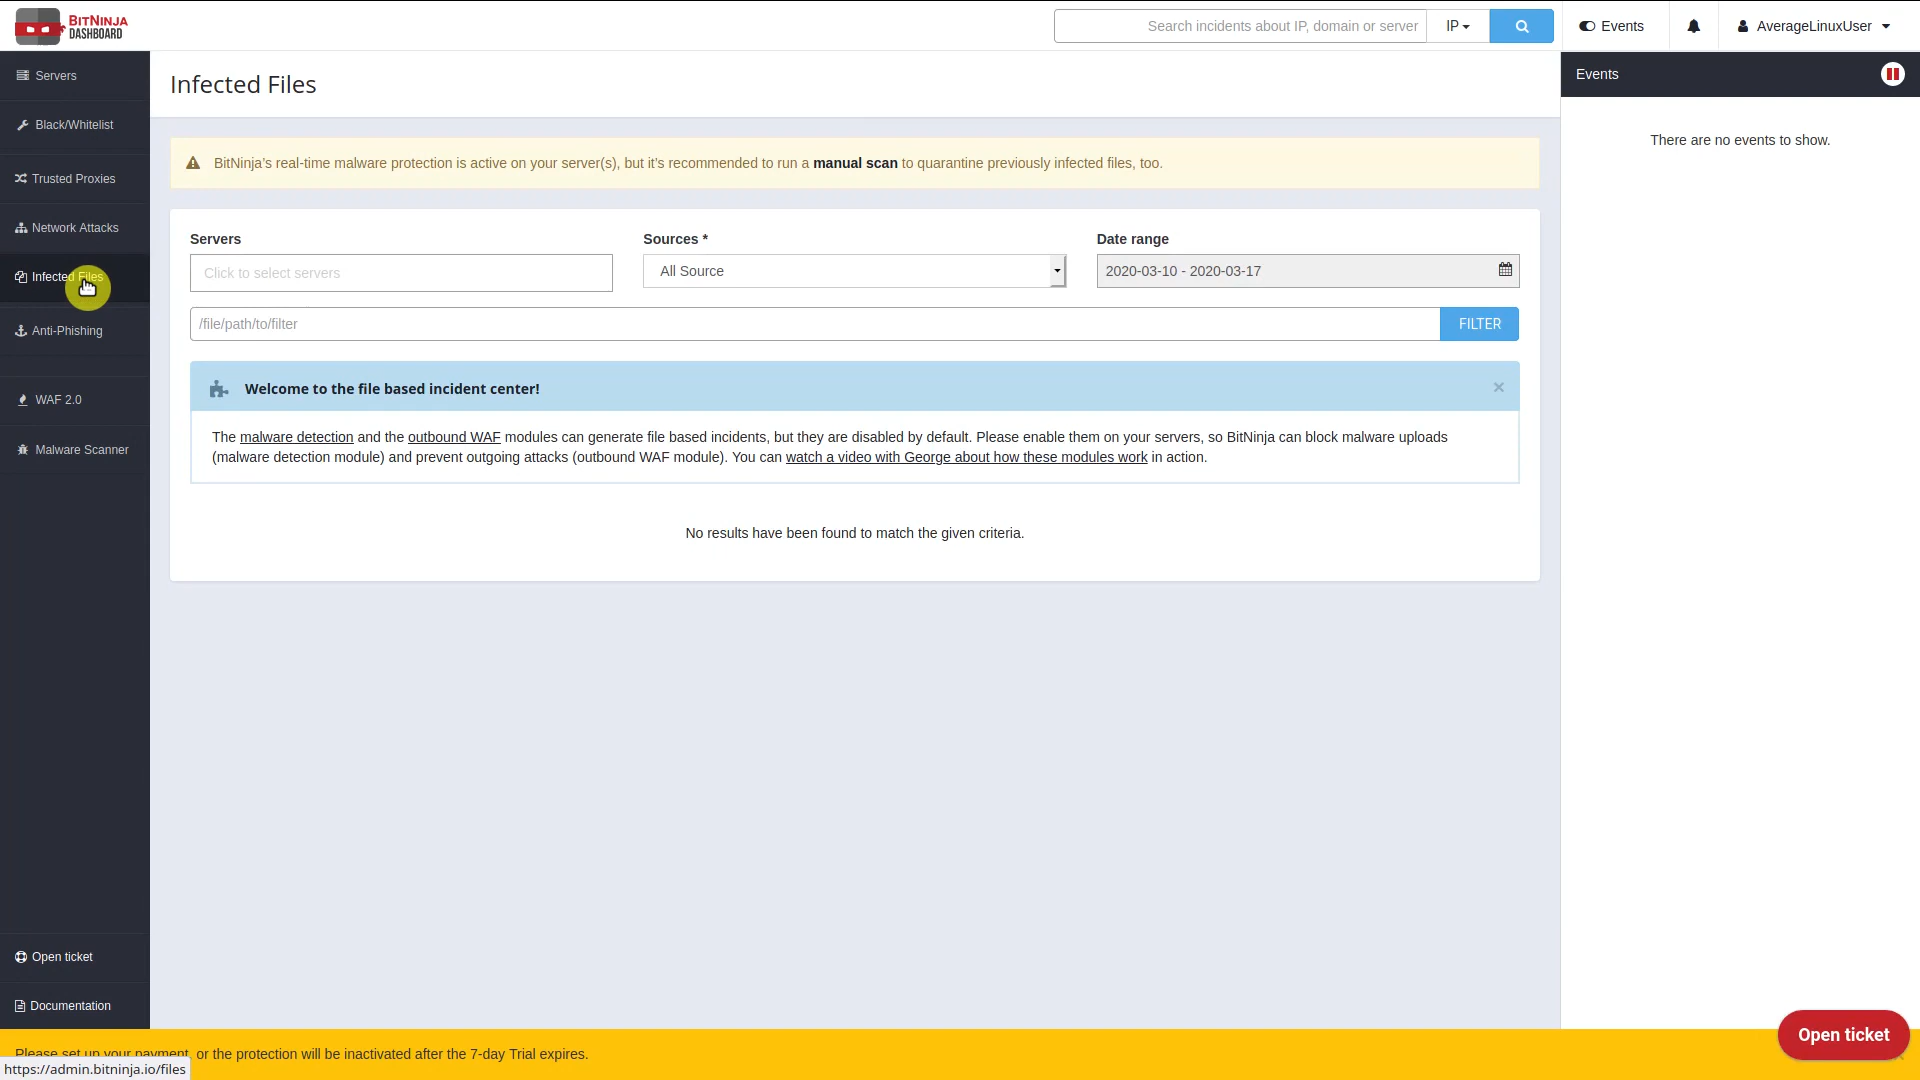 BITNINJA
DASHBOARD
Search incidents about IP, domain or server
IP
Events
AverageLinuxUser
Servers
Black/Whitelist
Trusted Proxies
Network Attacks
Infected Files
Anti-Phishing
WAF 2.0
Malware Scanner
Open ticket
Documentation
Infected Files
BitNinja's real-time malware protection is active on your server(s), but it's recommended to run a manual scan to quarantine previously infected files, too.
Servers
Click to select servers
Sources *
All Source
Date range
2020-03-10 - 2020-03-17
/file/path/to/filter
FILTER
Welcome to the file based incident center!
×
The malware detection and the outbound WAF modules can generate file based incidents, but they are disabled by default. Please enable them on your servers, so BitNinja can block malware uploads
(malware detection module) and prevent outgoing attacks (outbound WAF module). You can watch a video with George about how these modules work in action.
No results have been found to match the given criteria.
Events
There are no events to show.
Please set up your payment, or the protection will be inactivated after the 7-day Trial expires.
https://admin.bitninja.io/files
Open ticket